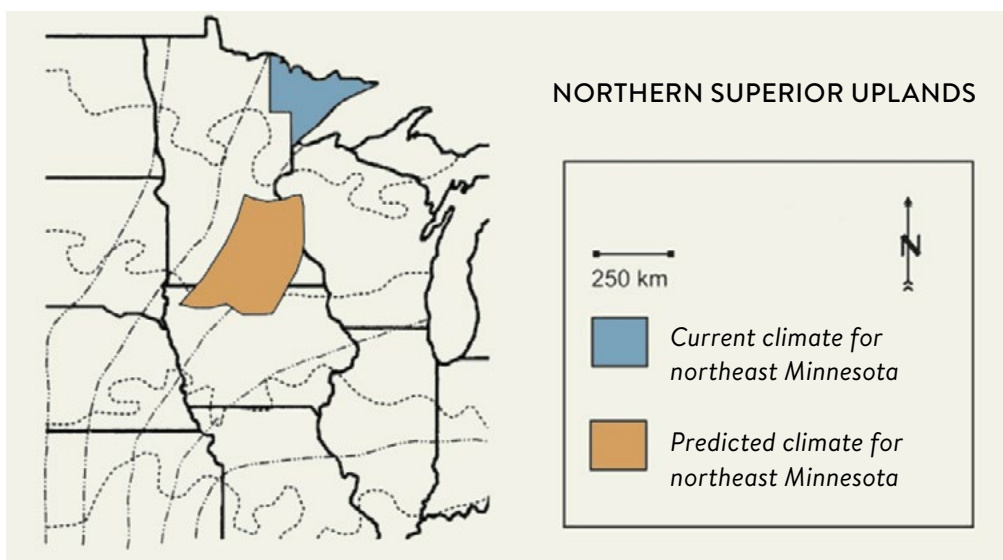 NORTHERN SUPERIOR UPLANDS
N
250 km
Current climate for
northeast Minnesota
Predicted climate for
northeast Minnesota